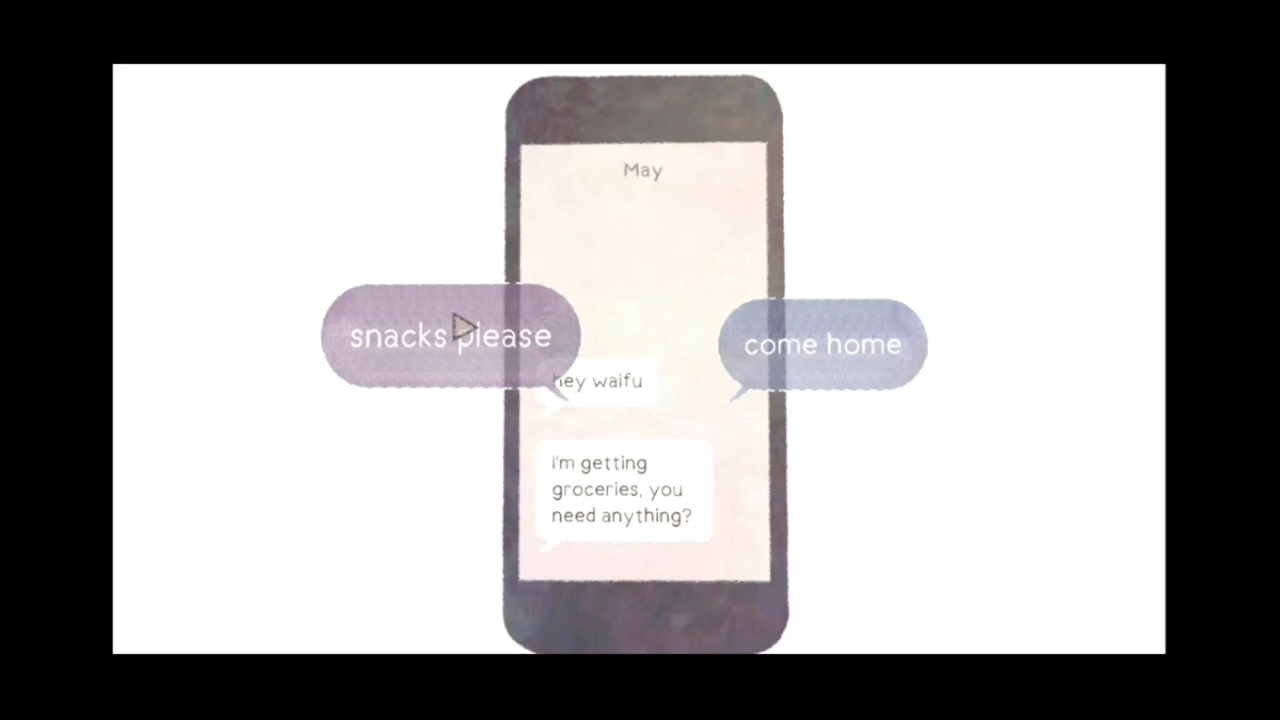 May
snacks please
come home
hey waifu
I'm getting
groceries, you
need anything?